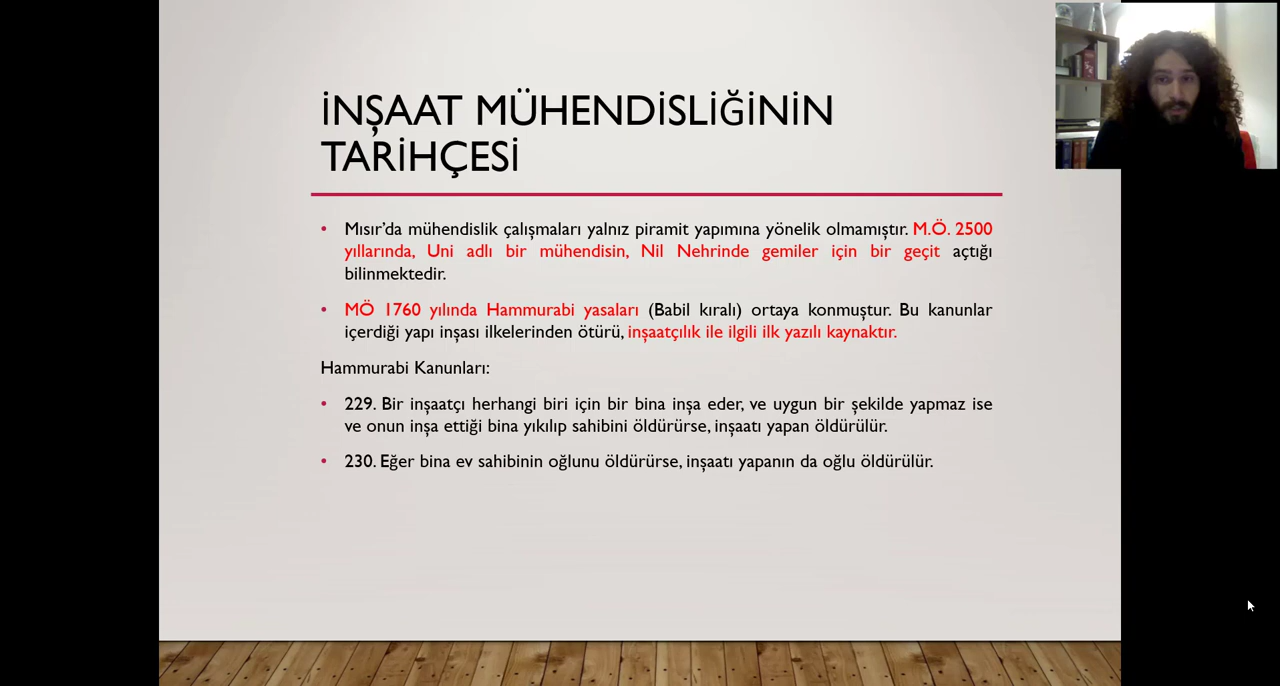 İNŞAAT MÜHENDİSLİĞİNİN
TARİHÇESİ
• Mısır’da mühendislik çalışmaları yalnız piramit yapımına yönelik olmamıştır. M.Ö. 2500
yıllarında, Uni adlı bir mühendisin, Nil Nehrinde gemiler için bir geçit açtığı
bilinmektedir.
• MÖ 1760 yılında Hammurabi yasaları (Babil kıralı) ortaya konmuştur. Bu kanunlar
içerdiği yapı inşası ilkelerinden ötürü, inşaatçılık ile ilgili ilk yazılı kaynaktır.
Hammurabi Kanunları:
• 229. Bir inşaatçı herhangi biri için bir bina inşa eder, ve uygun bir şekilde yapmaz ise
ve onun inşa ettiği bina yıkılıp sahibini öldürürse, inşaatı yapan öldürülür.
• 230. Eğer bina ev sahibinin oğlunu öldürürse, inşaatı yapanın da oğlu öldürülür.